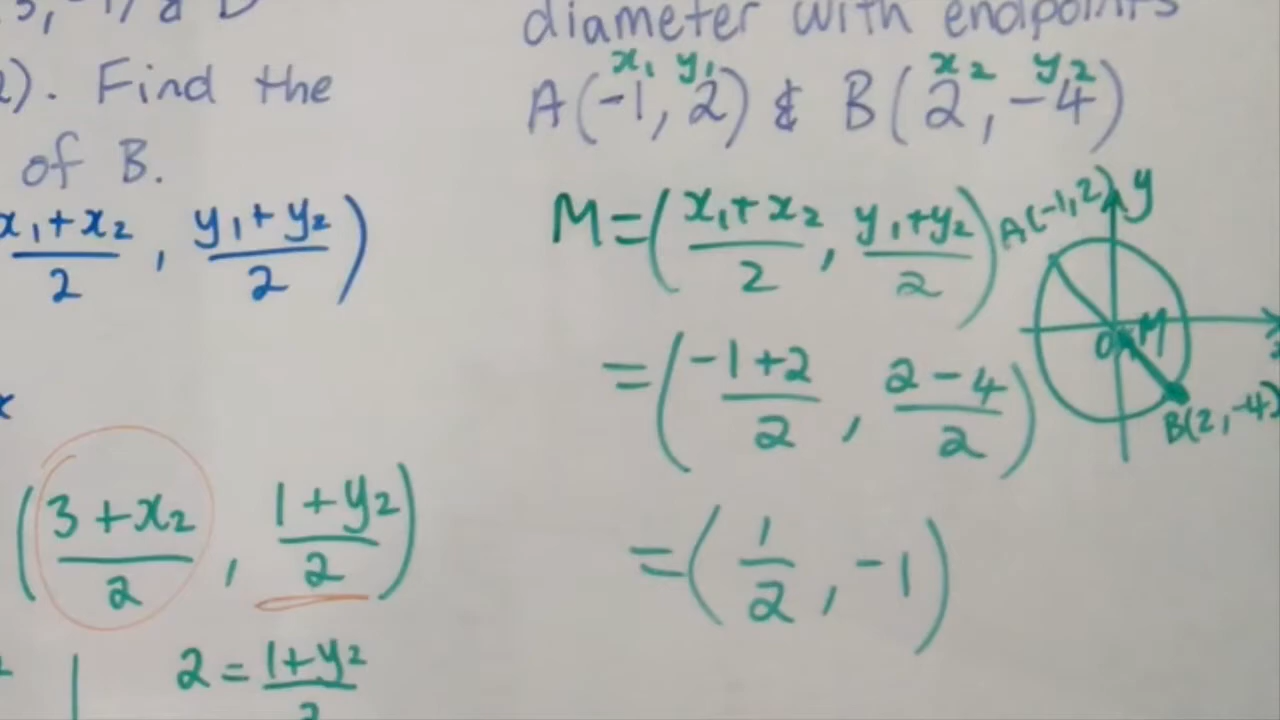 2). Find the
of B.
x₁+x₂/2 , y₁+y₂/2)
(3+x₂/2 , 1+y₂/2)
2 = 1+y₂/2
diameter with endpoints
x₁ y₁ x₂ y₂
A(-1, 2) & B(2, -4)
M = (x₁+x₂/2 , y₁+y₂/2)
= (-1+2/2 , 2-4/2)
= (1/2 , -1)
y
A(-1,2)
O M
B(2,-4)